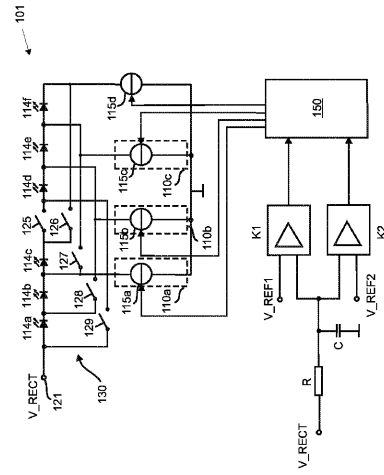 101
114f
114e
114d
125
126
114c
127
114b
128
114a
129
V_RECT
121
130
115d
115c
110c
115b
110b
115a
110a
150
K1
K2
V_REF1
V_REF2
C
R
V_RECT